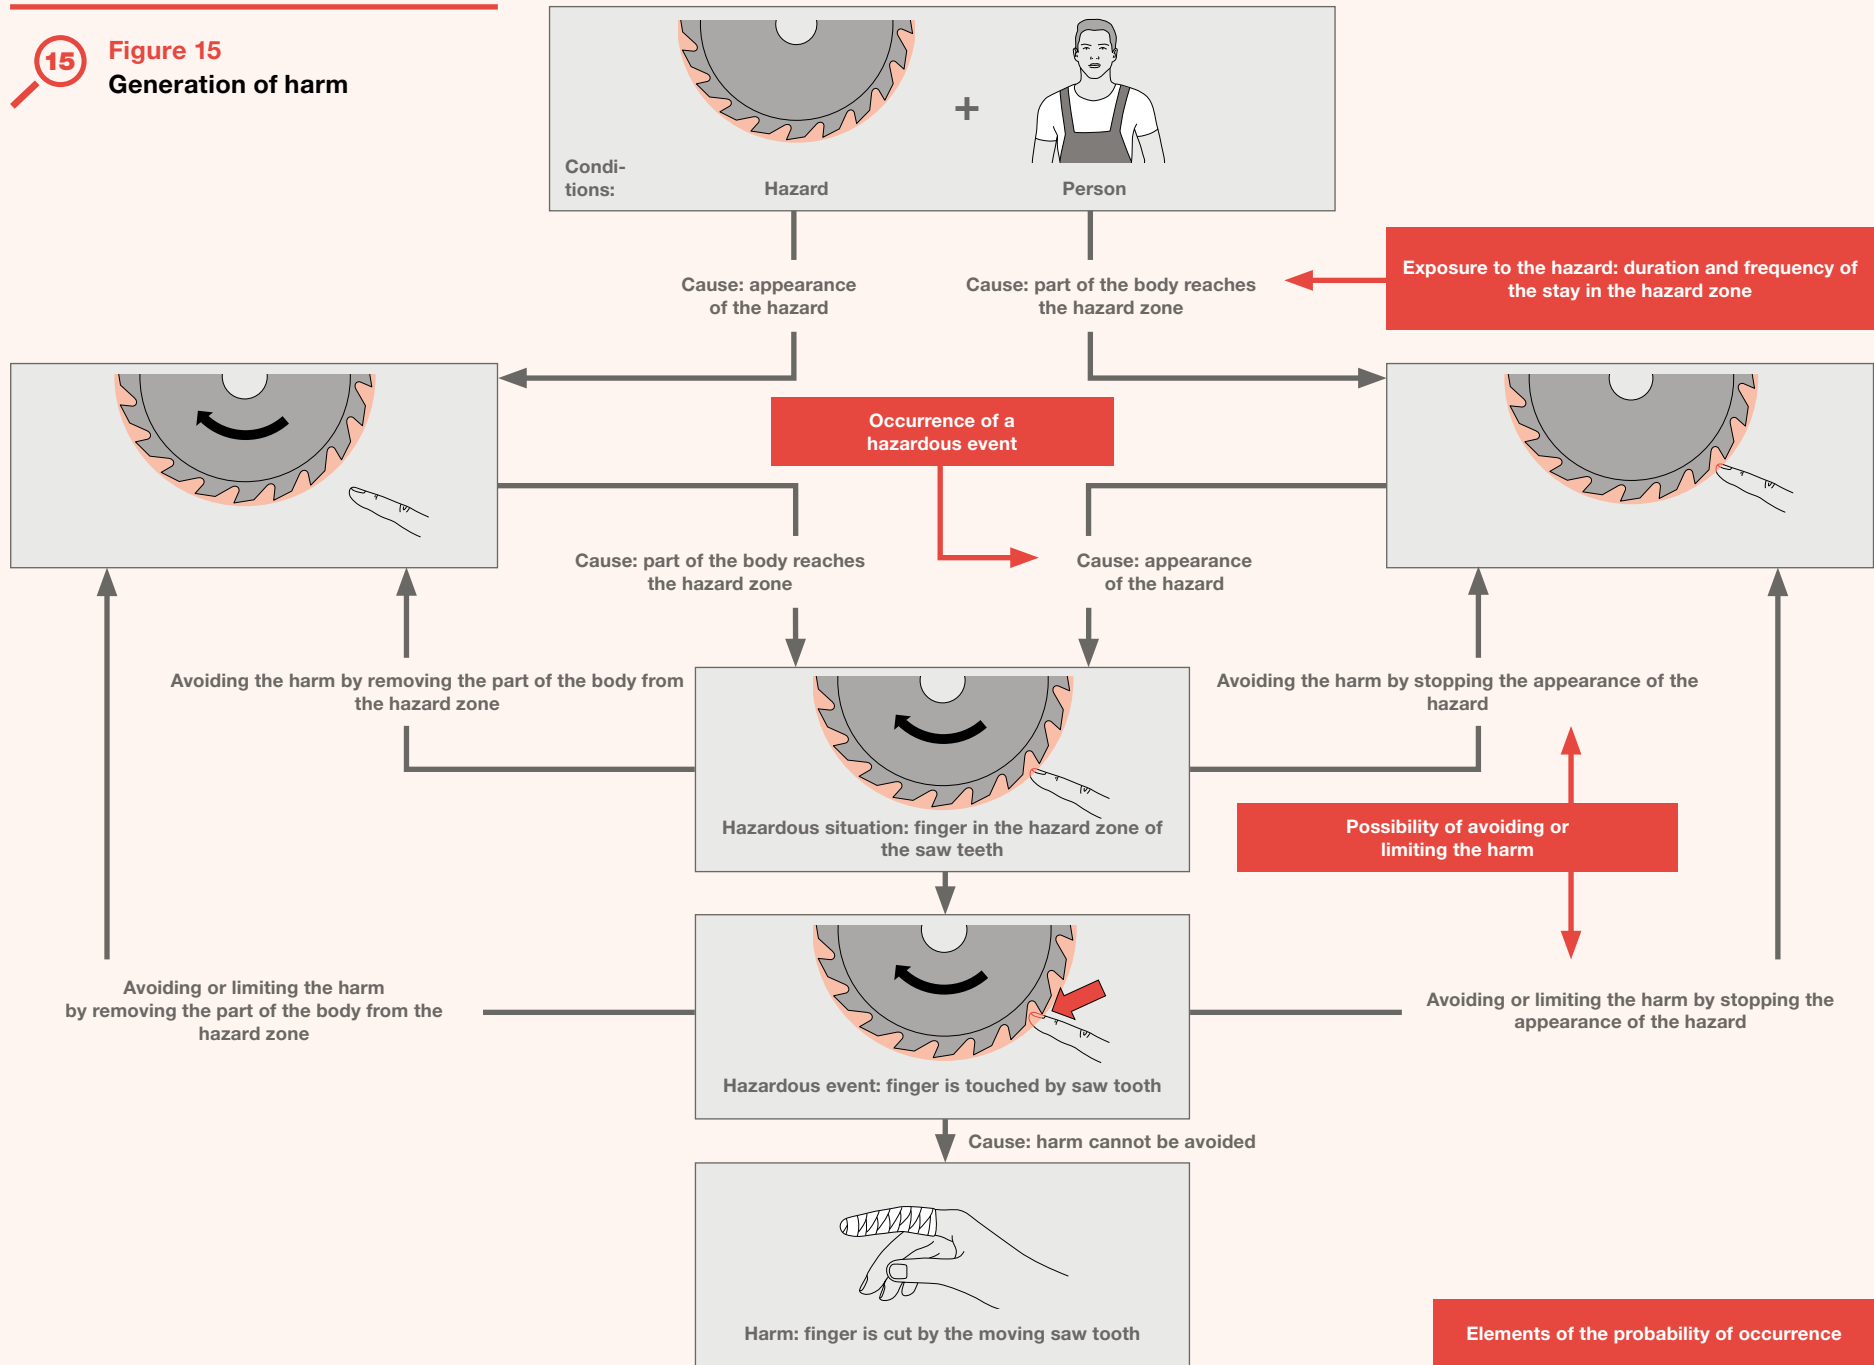 15
Figure 15
Generation of harm
+
Condi-
tions:
Hazard
Person
Cause: appearance
of the hazard
Cause: part of the body reaches
the hazard zone
Exposure to the hazard: duration and frequency of
the stay in the hazard zone
Occurrence of a
hazardous event
Cause: part of the body reaches
the hazard zone
Cause: appearance
of the hazard
Avoiding the harm by removing the part of the body from
the hazard zone
Avoiding the harm by stopping the appearance of the
hazard
Hazardous situation: finger in the hazard zone of
the saw teeth
Possibility of avoiding or
limiting the harm
Avoiding or limiting the harm
by removing the part of the body from the
hazard zone
Avoiding or limiting the harm by stopping the
appearance of the hazard
Hazardous event: finger is touched by saw tooth
Cause: harm cannot be avoided
Harm: finger is cut by the moving saw tooth
Elements of the probability of occurrence